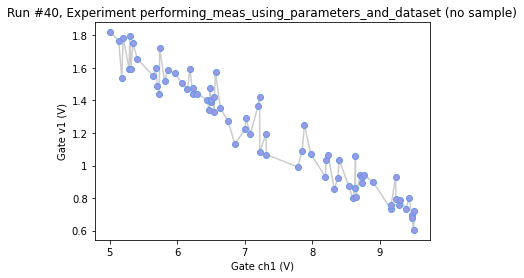 Run #40, Experiment performing_meas_using_parameters_and_dataset (no sample)
1.8
1.6
1.4
1.2
1
0.8
0.6
Gate v1 (V)
5 6 7 8 9
Gate ch1 (V)